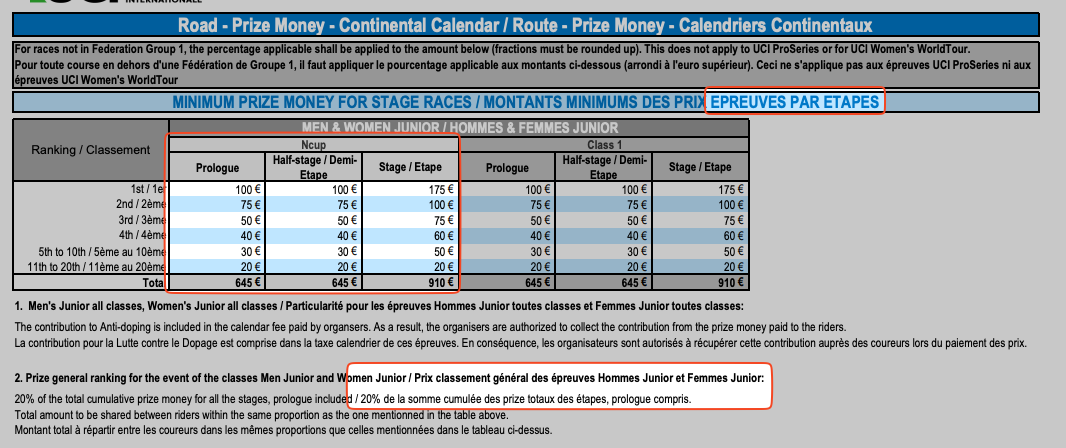 INTERNATIONALE
Road - Prize Money - Continental Calendar / Route - Prize Money - Calendriers Continentaux
For races not in Federation Group 1, the percentage applicable shall be applied to the amount below (fractions must be rounded up). This does not apply to UCI ProSeries or for UCI Women's WorldTour.
Pour toute course en dehors d'une Fédération de Groupe 1, il faut appliquer le pourcentage applicable aux montants ci-dessous (arrondi à l'euro supérieur). Ceci ne s'applique pas aux épreuves UCI ProSeries ni aux
épreuves UCI Women's WorldTour
MINIMUM PRIZE MONEY FOR STAGE RACES / MONTANTS MINIMUMS DES PRIX EPREUVES PAR ETAPES
MEN & WOMEN JUNIOR / HOMMES & FEMMES JUNIOR
Ranking / Classement
Ncup Class 1
Prologue Half-stage / Demi-Etape Stage / Etape Prologue Half-stage / Demi-Etape Stage / Etape
1st / 1er 100 € 100 € 175 € 100 € 100 € 175 €
2nd / 2ème 75 € 75 € 100 € 75 € 75 € 100 €
3rd / 3ème 50 € 50 € 75 € 50 € 50 € 75 €
4th / 4ème 40 € 40 € 60 € 40 € 40 € 60 €
5th to 10th / 5ème au 10ème 30 € 30 € 50 € 30 € 30 € 50 €
11th to 20th / 11ème au 20ème 20 € 20 € 20 € 20 € 20 € 20 €
Total 645 € 645 € 910 € 645 € 645 € 910 €
1. Men's Junior all classes, Women's Junior all classes / Particularité pour les épreuves Hommes Junior toutes classes et Femmes Junior toutes classes:
The contribution to Anti-doping is included in the calendar fee paid by organsers. As a result, the organisers are authorized to collect the contribution from the prize money paid to the riders.
La contribution pour la Lutte contre le Dopage est comprise dans la taxe calendrier de ces épreuves. En conséquence, les organisateurs sont autorisés à récupérer cette contribution auprès des coureurs lors du paiement des prix.
2. Prize general ranking for the event of the classes Men Junior and Women Junior / Prix classement général des épreuves Hommes Junior et Femmes Junior:
20% of the total cumulative prize money for all the stages, prologue included / 20% de la somme cumulée des prize totaux des étapes, prologue compris.
Total amount to be shared between riders within the same proportion as the one mentionned in the table above.
Montant total à répartir entre les coureurs dans les mêmes proportions que celles mentionnées dans le tableau ci-dessus.